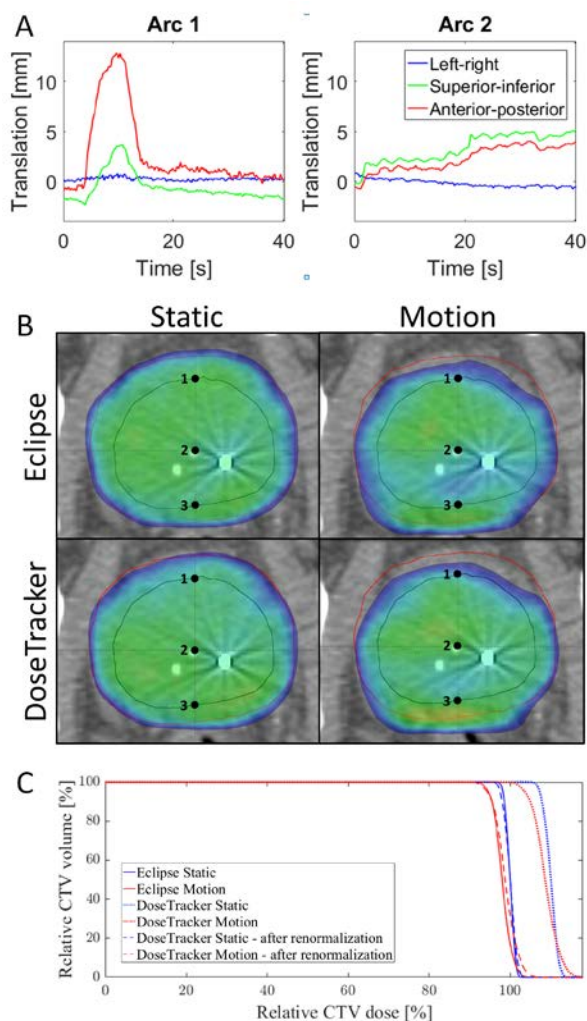 A
Arc 1
Arc 2
Translation [mm]
10
5
0
0
20
40
Time [s]
Translation [mm]
10
5
0
0
20
40
Time [s]
Left-right
Superior-inferior
Anterior-posterior
B
Static
Motion
Eclipse
1
2
3
1
2
3
DoseTracker
1
2
3
1
2
3
C
Relative CTV volume [%]
100
80
60
40
20
0
Eclipse Static
Eclipse Motion
DoseTracker Static
DoseTracker Motion
DoseTracker Static - after renormalization
DoseTracker Motion - after renormalization
0
20
40
60
80
100
Relative CTV dose [%]